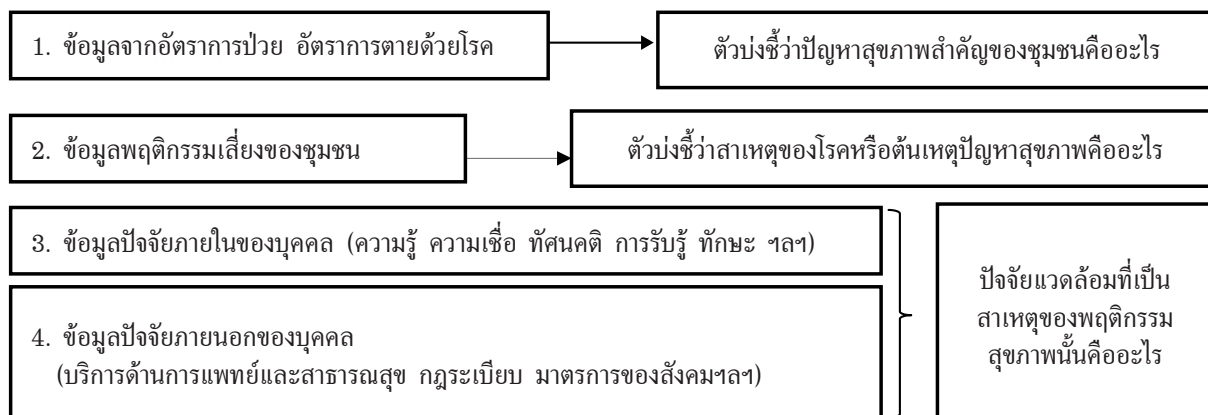 1. ข้อมูลจากอัตราการป่วย อัตราการตายด้วยโรค
ตัวบ่งชี้ว่าปัญหาสุขภาพสำคัญของชุมชนคืออะไร
2. ข้อมูลพฤติกรรมเสี่ยงของชุมชน
ตัวบ่งชี้ว่าสาเหตุของโรคหรือต้นเหตุปัญหาสุขภาพคืออะไร
3. ข้อมูลปัจจัยภายในของบุคคล (ความรู้ ความเชื่อ ทัศนคติ การรับรู้ ทักษะ ฯลฯ)
4. ข้อมูลปัจจัยภายนอกของบุคคล
(บริการด้านการแพทย์และสาธารณสุข กฎระเบียบ มาตรการของสังคมฯลฯ)
ปัจจัยแวดล้อมที่เป็น
สาเหตุของพฤติกรรม
สุขภาพนั้นคืออะไร